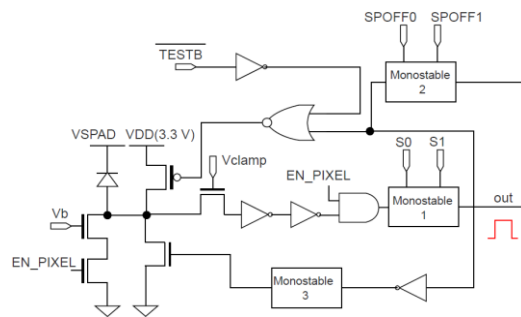 SPOFF0 SPOFF1
TESTB
Monostable
2
VSPAD
VDD(3.3 V)
Vclamp
S0 S1
EN_PIXEL
Monostable
1
out
Vb
EN_PIXEL
Monostable
3